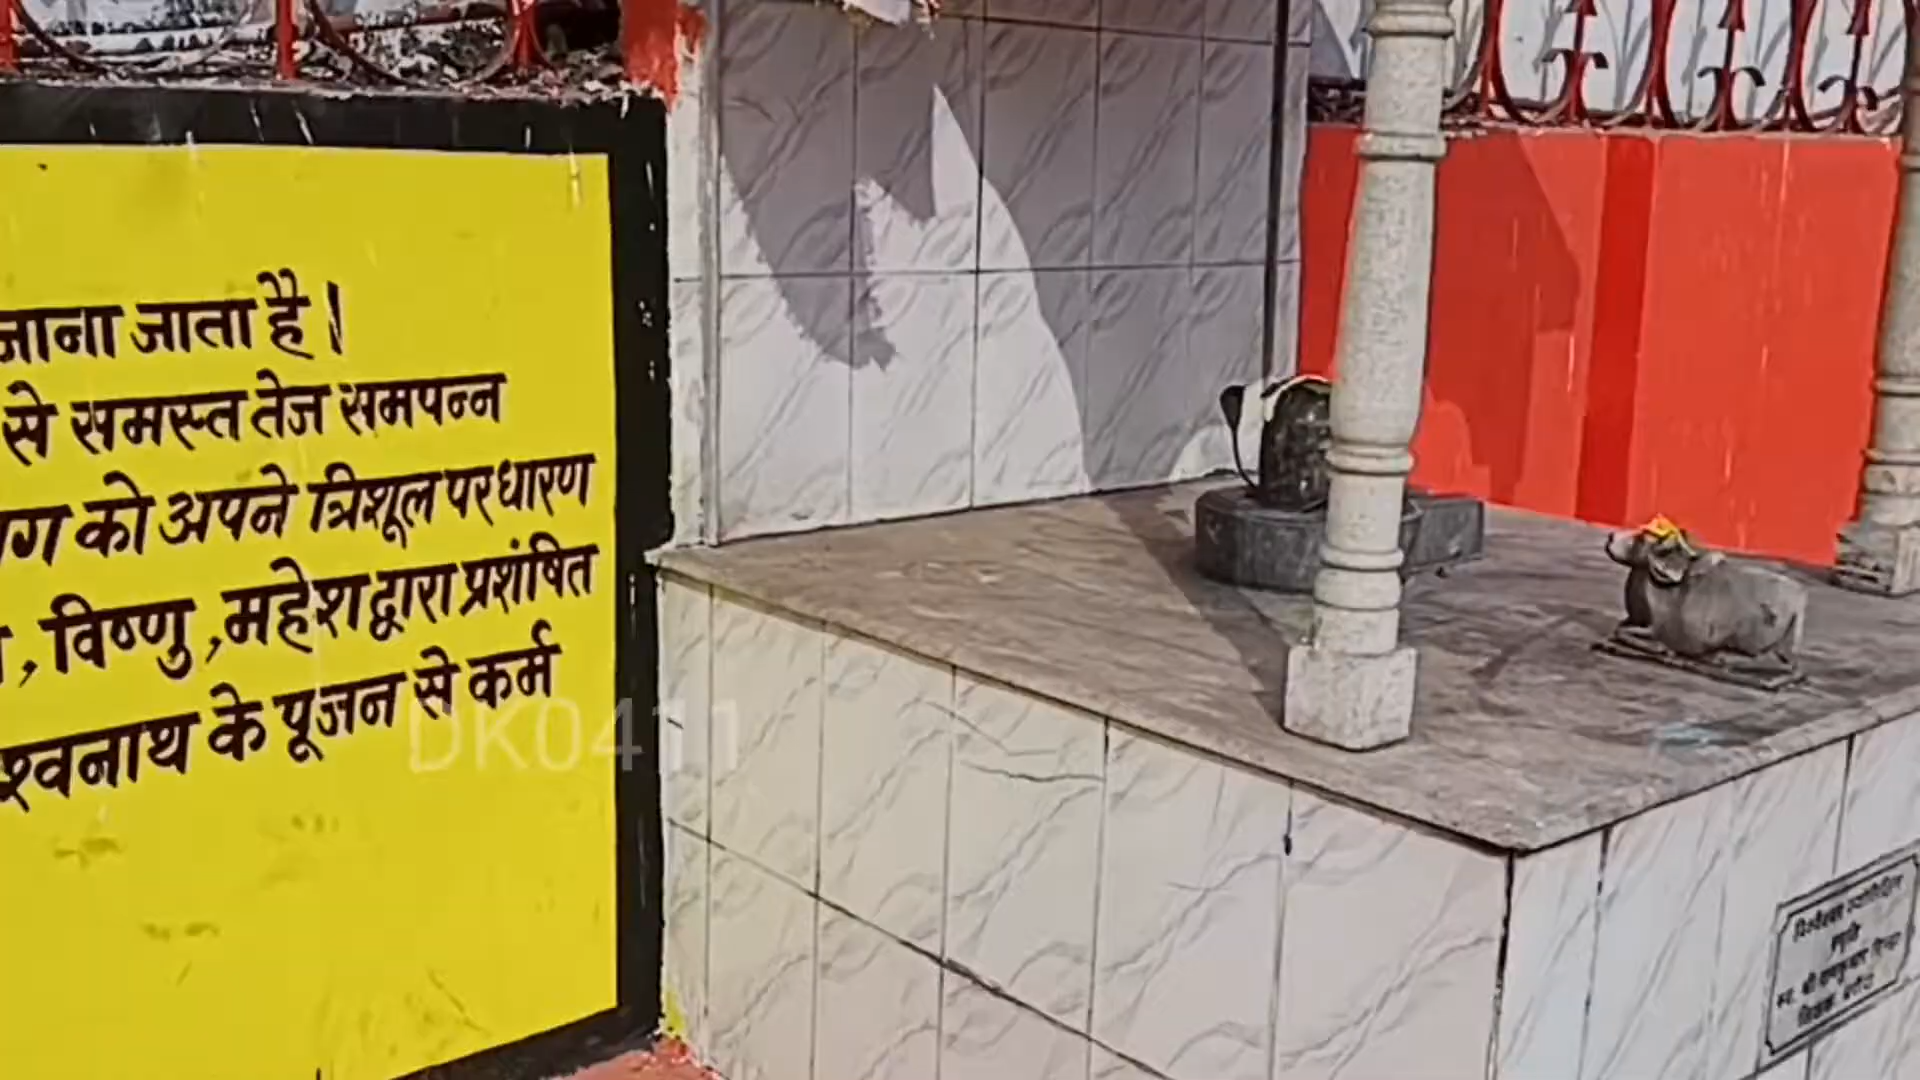 जाना जाता है।
से समस्त तेज समपन्न
को अपने त्रिशूल पर धारण
, विष्णु ,महेश द्वारा प्रशंषित
श्वनाथ के पूजन से कर्म
DK0411
स्मृति
स्व. श्री